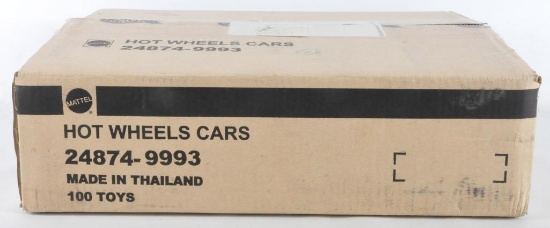 HOT WHEELS CARS
24874-9993
MATTEL
HOT WHEELS CARS
24874-9993
MADE IN THAILAND
100 TOYS